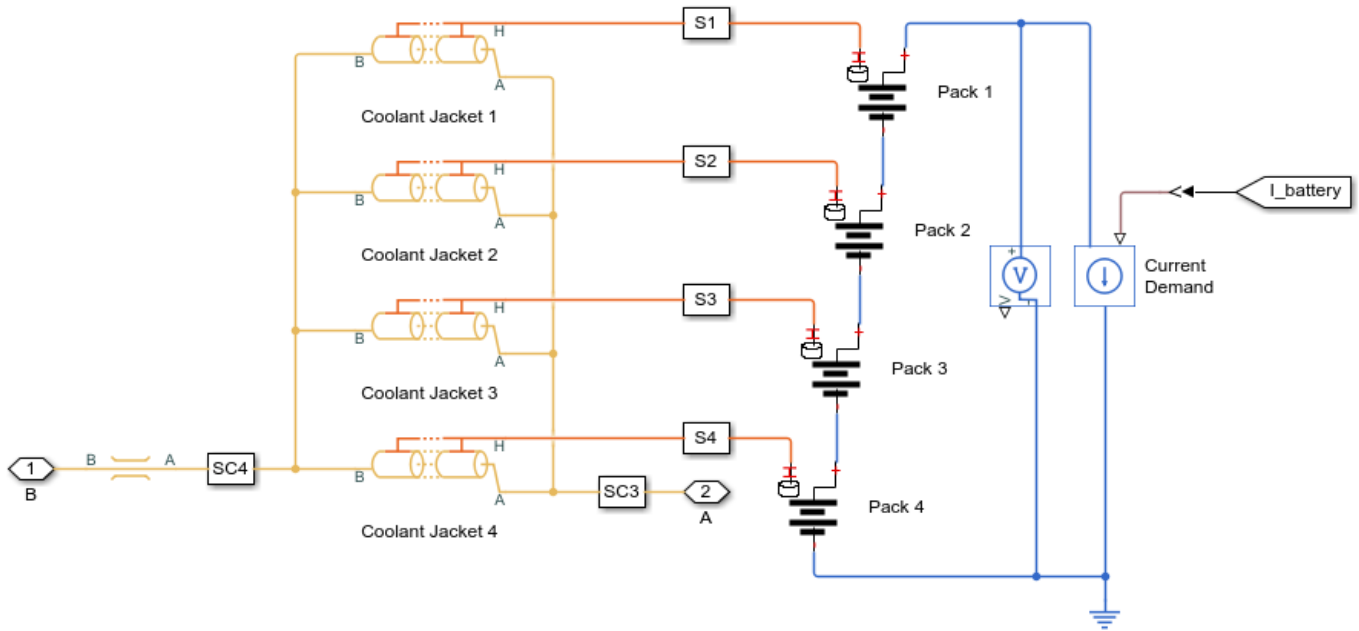 H
S1
B
A
Pack 1
Coolant Jacket 1
H
S2
I_battery
B
A
Pack 2
Coolant Jacket 2
+
V
V
-
Current
Demand
H
S3
B
A
Pack 3
Coolant Jacket 3
H
S4
B
A
1
B
SC4
B
A
SC3
2
A
Pack 4
Coolant Jacket 4